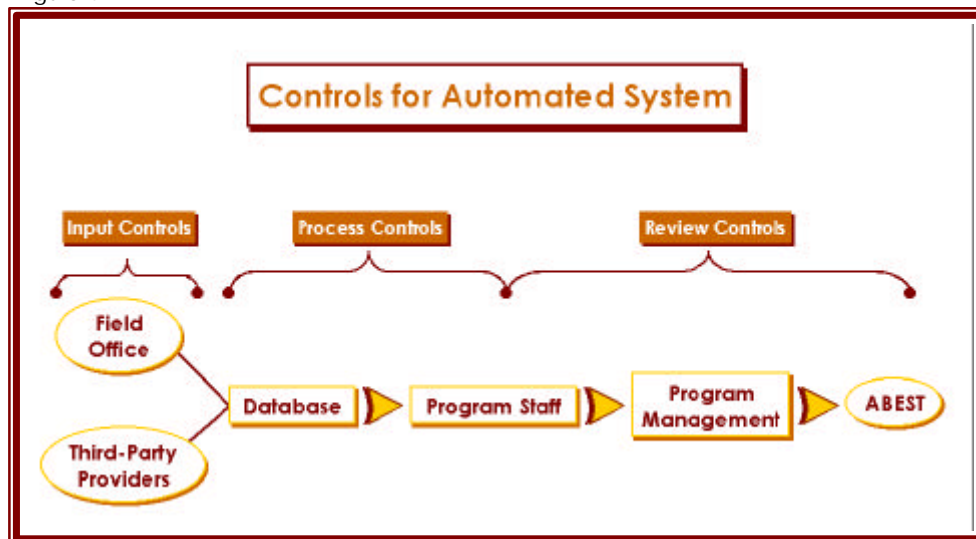 Controls for Automated System
Input Controls
Process Controls
Review Controls
Field
Office
Third-Party
Providers
Database
Program Staff
Program
Management
ABEST